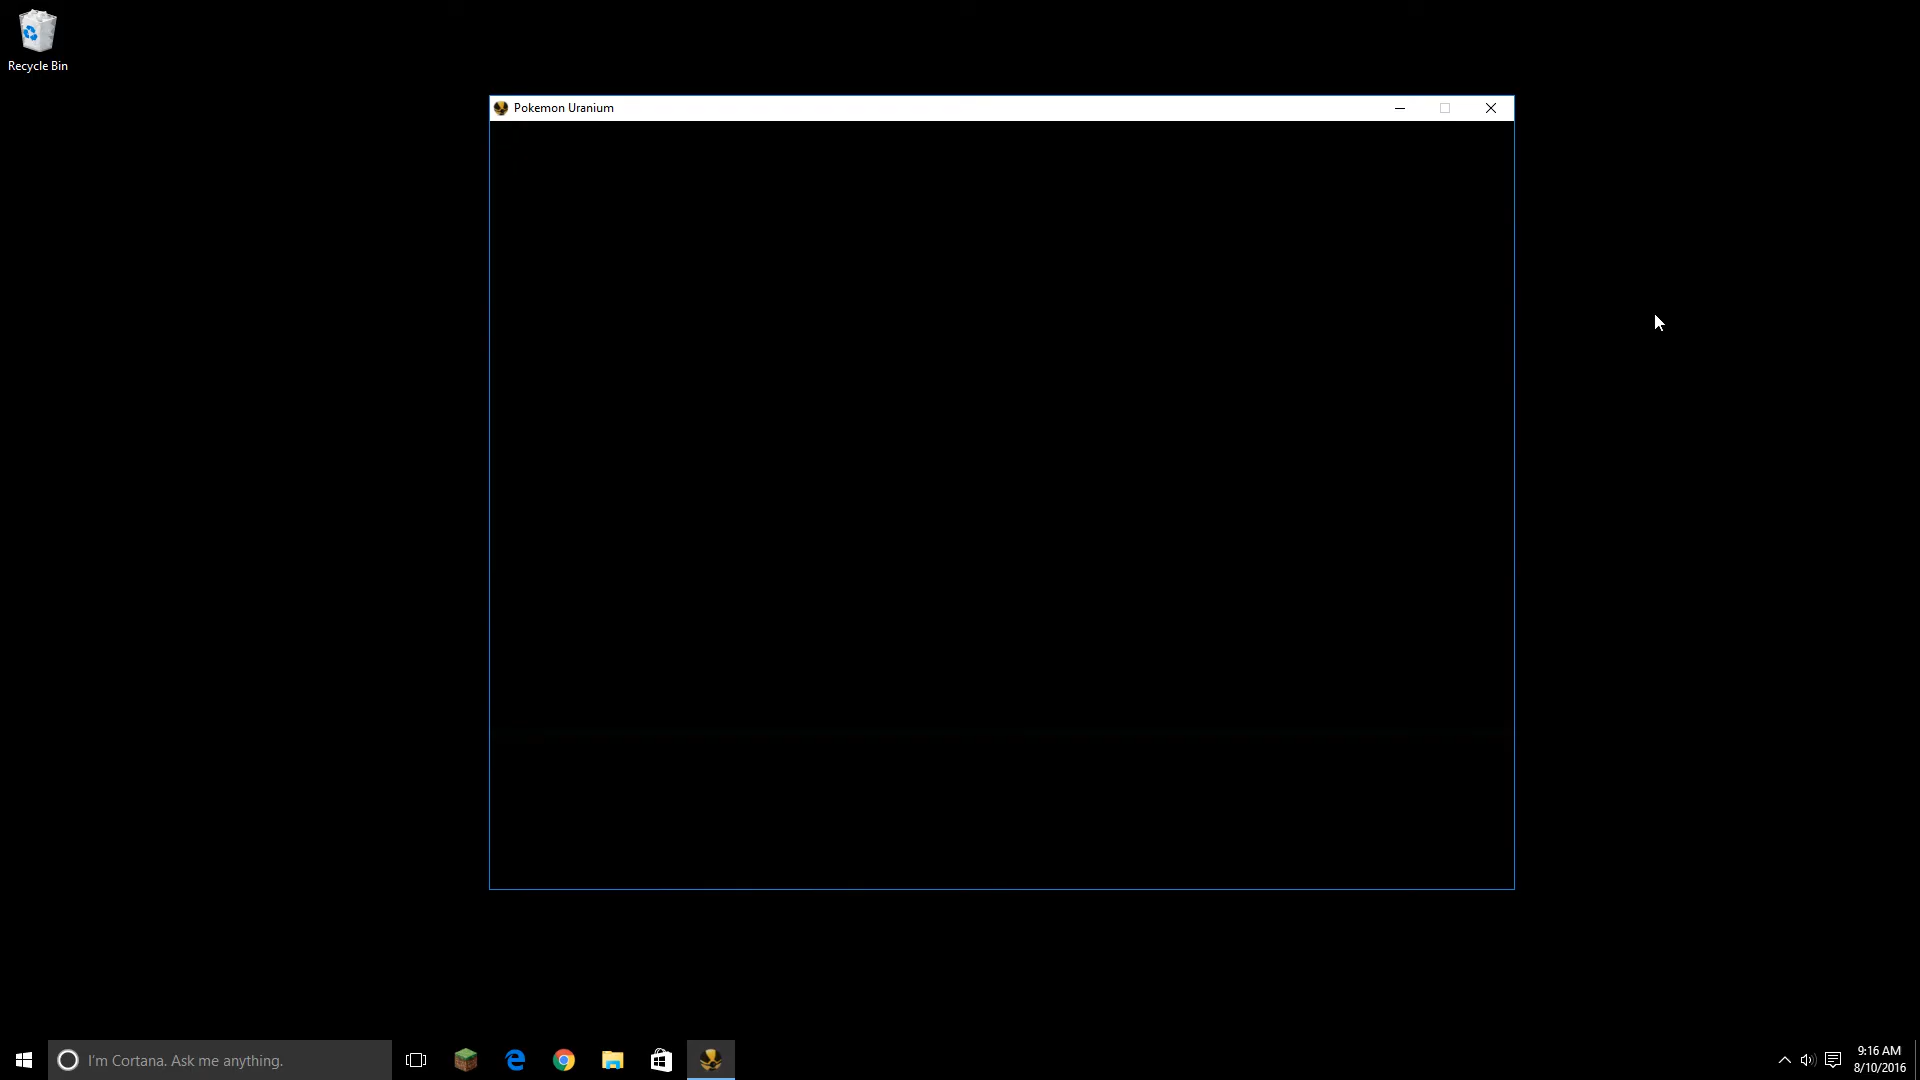 Recycle Bin
Pokemon Uranium
I'm Cortana. Ask me anything.
9:16 AM
8/10/2016